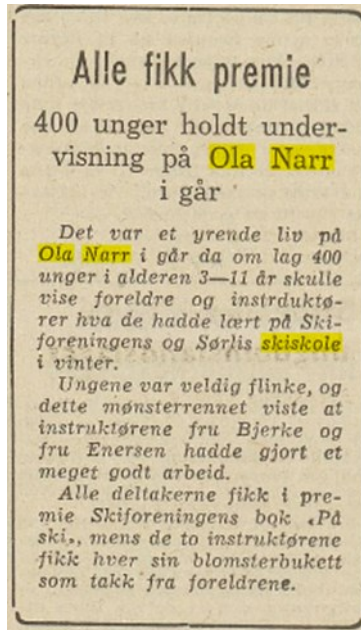 Alle fikk premie
400 unger holdt under-
visning på Ola Narr
i går
Det var et yrende liv på
Ola Narr i går da om lag 400
unger i alderen 3—11 år skulle
vise foreldre og instrduktø-
rer hva de hadde lært på Ski-
foreningens og Sørlis skiskole
i vinter.
Ungene var veldig flinke, og
dette mønsterrennet viste at
instruktørene fru Bjerke og
fru Enersen hadde gjort et
meget godt arbeid.
Alle deltakerne fikk i pre-
mie Skiforeningens bok «På
ski», mens de to instruktørene
fikk hver sin blomsterbukett
som takk fra foreldrene.